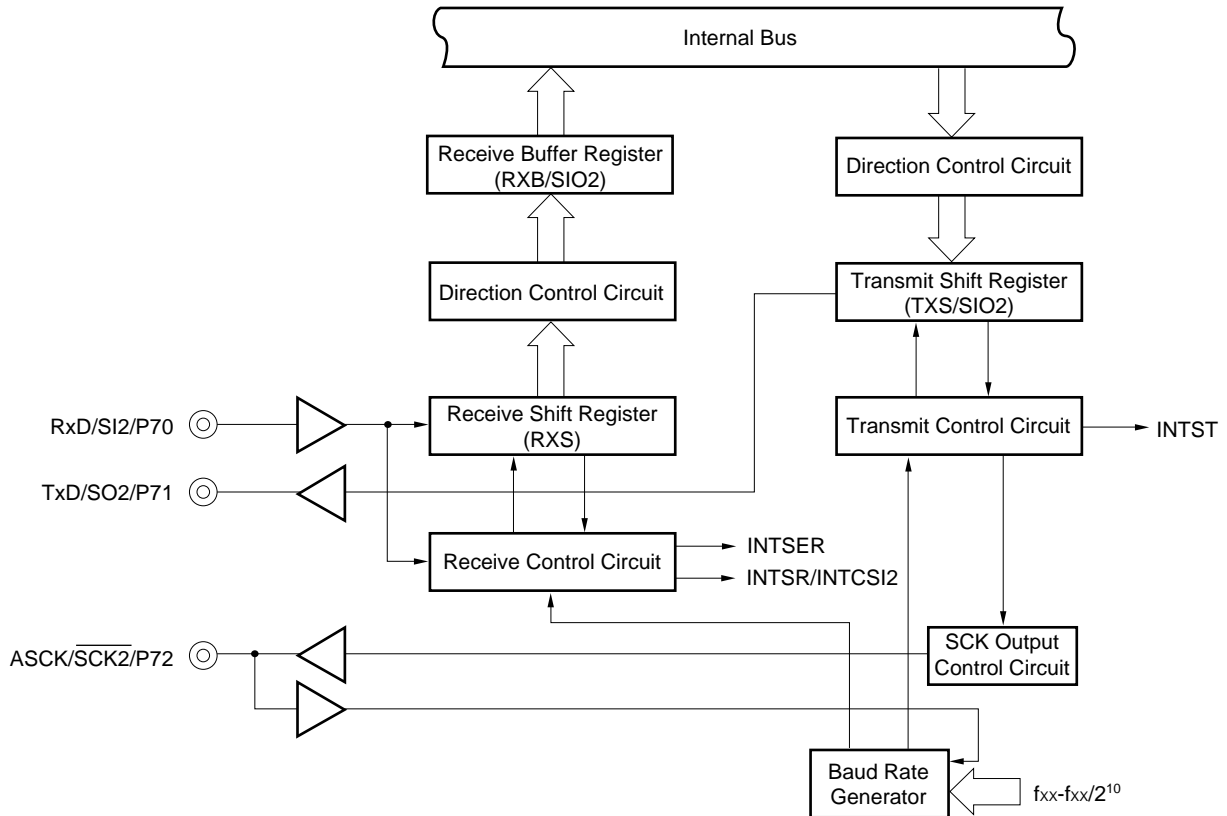 Internal Bus
Receive Buffer Register
(RXB/SIO2)
Direction Control Circuit
Direction Control Circuit
Transmit Shift Register
(TXS/SIO2)
RxD/SI2/P70
Receive Shift Register
(RXS)
Transmit Control Circuit
INTST
TxD/SO2/P71
Receive Control Circuit
INTSER
INTSR/INTCSI2
ASCK/S̅C̅K̅2̅/P72
SCK Output
Control Circuit
Baud Rate
Generator
fxx-fxx/2¹⁰